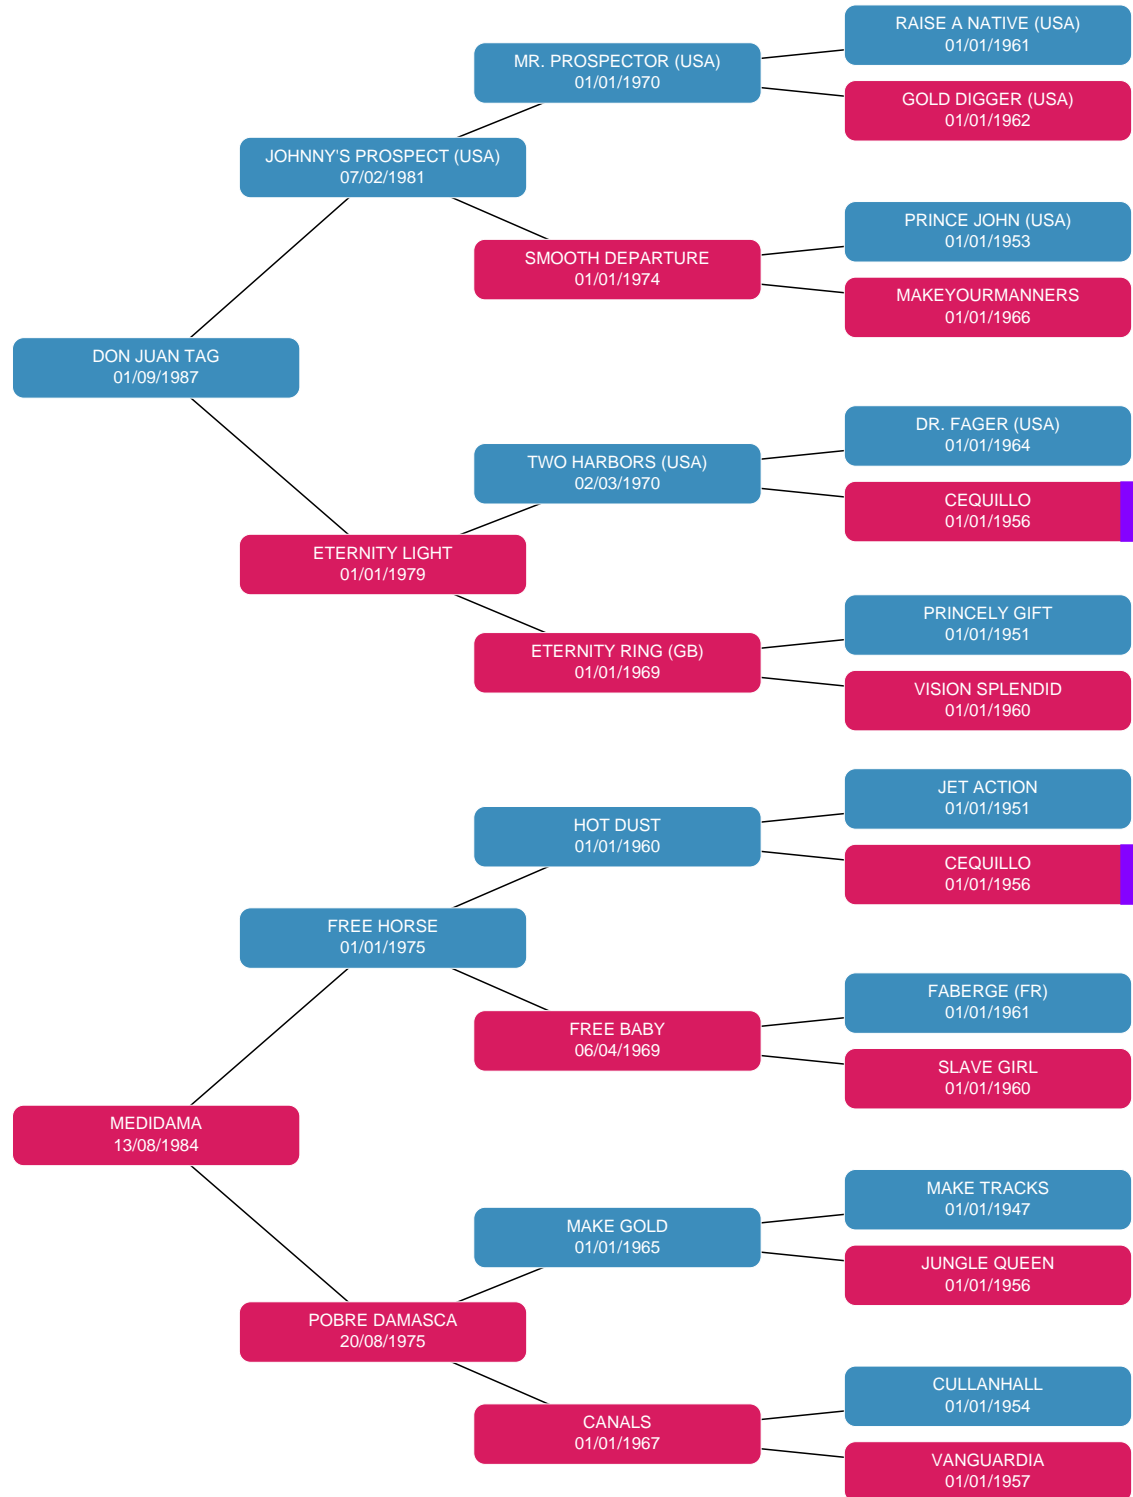 RAISE A NATIVE (USA)
01/01/1961
MR. PROSPECTOR (USA)
01/01/1970
GOLD DIGGER (USA)
01/01/1962
JOHNNY'S PROSPECT (USA)
07/02/1981
PRINCE JOHN (USA)
01/01/1953
SMOOTH DEPARTURE
01/01/1974
MAKEYOURMANNERS
01/01/1966
DON JUAN TAG
01/09/1987
DR. FAGER (USA)
01/01/1964
TWO HARBORS (USA)
02/03/1970
CEQUILLO
01/01/1956
ETERNITY LIGHT
01/01/1979
PRINCELY GIFT
01/01/1951
ETERNITY RING (GB)
01/01/1969
VISION SPLENDID
01/01/1960
JET ACTION
01/01/1951
HOT DUST
01/01/1960
CEQUILLO
01/01/1956
FREE HORSE
01/01/1975
FABERGE (FR)
01/01/1961
FREE BABY
06/04/1969
SLAVE GIRL
01/01/1960
MEDIDAMA
13/08/1984
MAKE TRACKS
01/01/1947
MAKE GOLD
01/01/1965
JUNGLE QUEEN
01/01/1956
POBRE DAMASCA
20/08/1975
CULLANHALL
01/01/1954
CANALS
01/01/1967
VANGUARDIA
01/01/1957